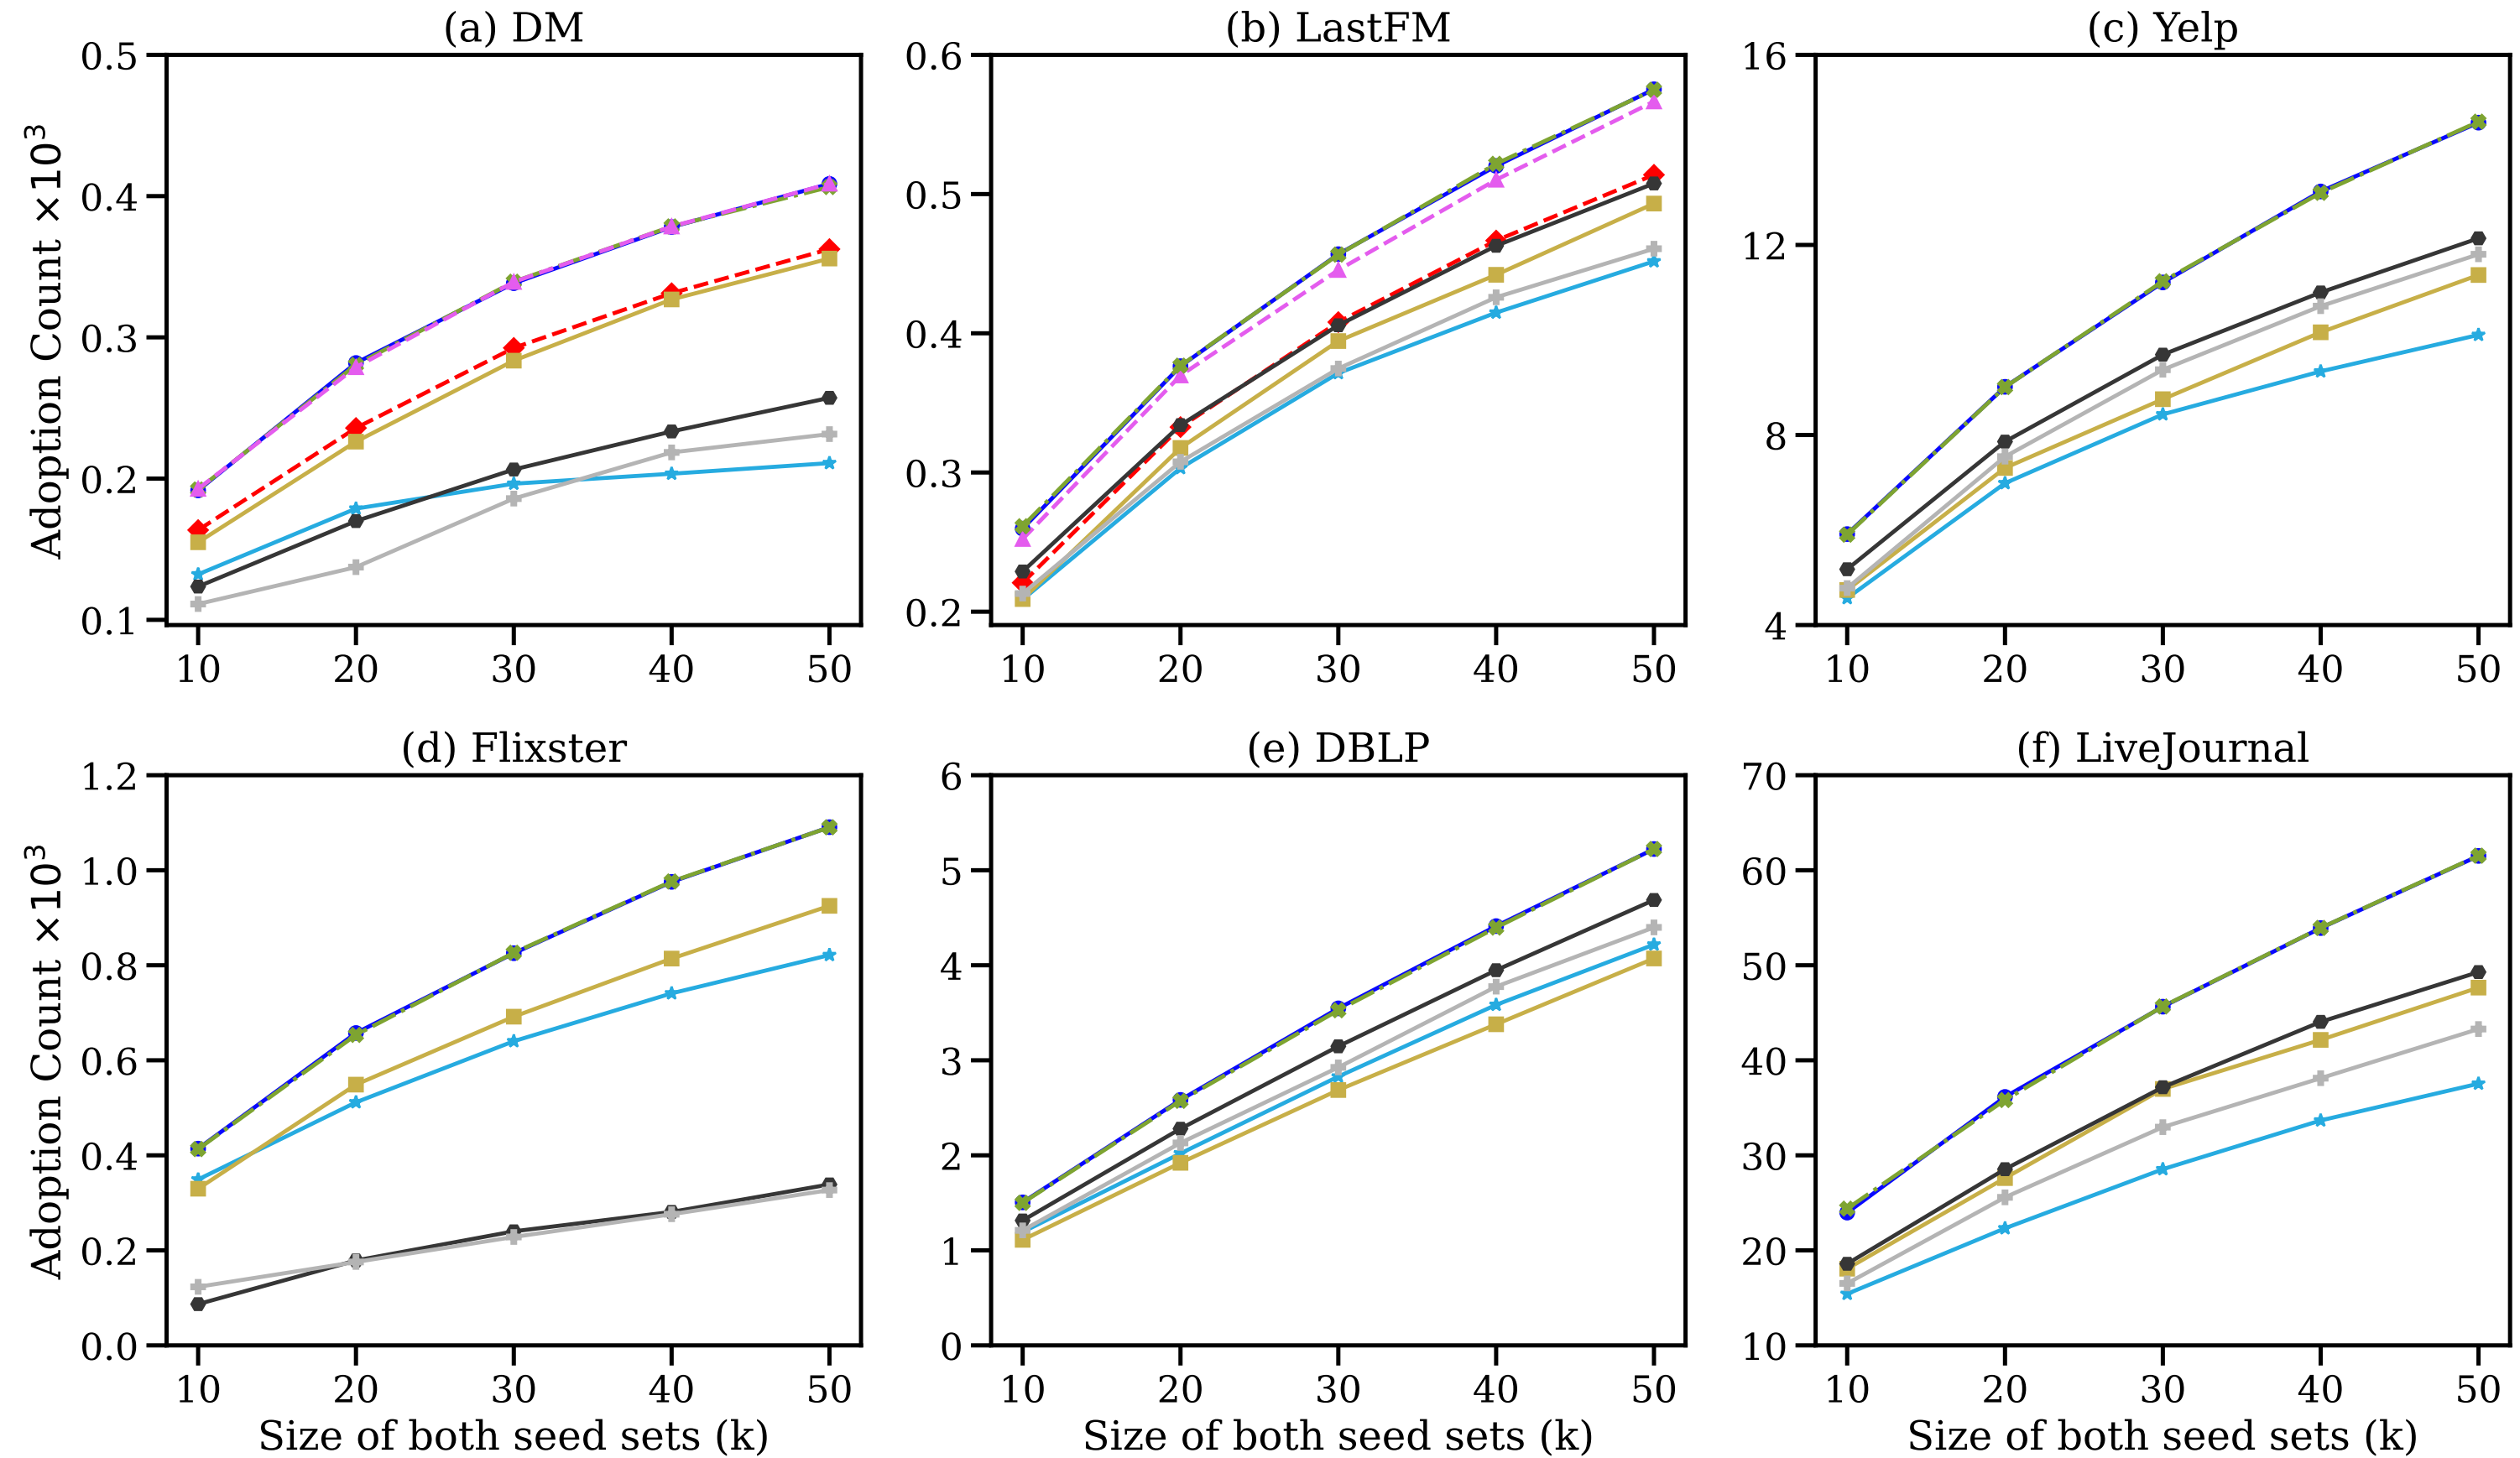 (a) DM
(b) LastFM
(c) Yelp
Adoption Count ×10³
0.5
0.4
0.3
0.2
0.1
10 20 30 40 50
0.6
0.5
0.4
0.3
0.2
10 20 30 40 50
16
12
8
4
10 20 30 40 50
(d) Flixster
(e) DBLP
(f) LiveJournal
Adoption Count ×10³
1.2
1.0
0.8
0.6
0.4
0.2
0.0
10 20 30 40 50
Size of both seed sets (k)
6
5
4
3
2
1
0
10 20 30 40 50
Size of both seed sets (k)
70
60
50
40
30
20
10
10 20 30 40 50
Size of both seed sets (k)